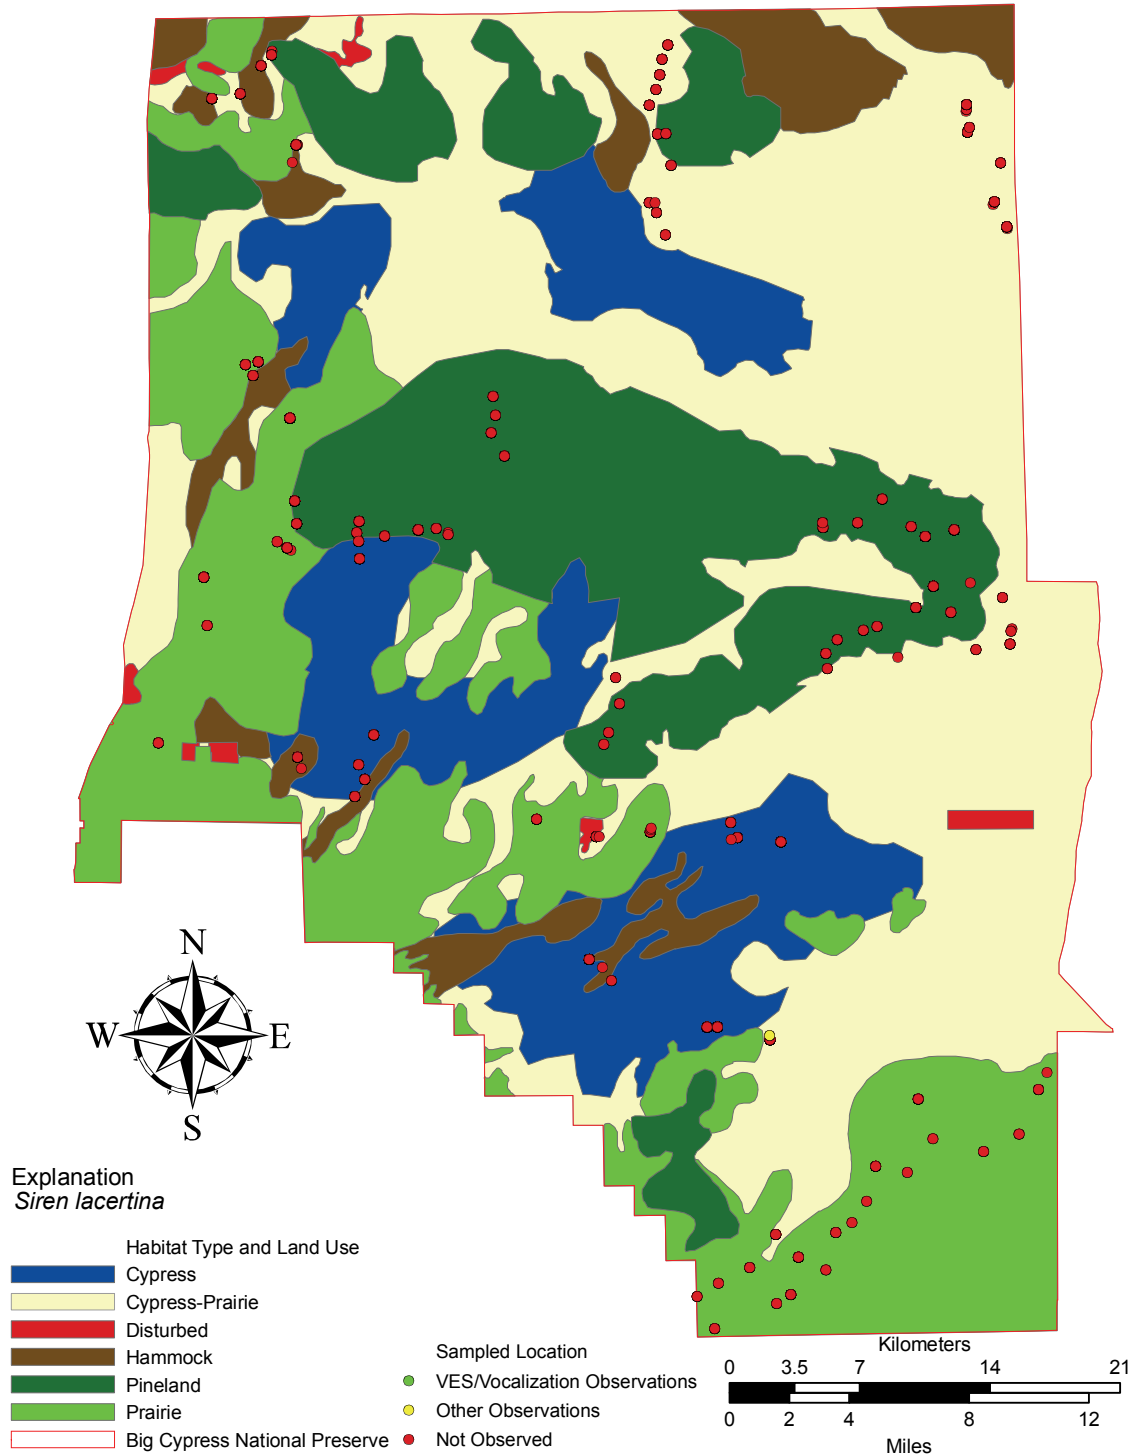 N
W E
S
Explanation
Siren lacertina
Habitat Type and Land Use
Cypress
Cypress-Prairie
Disturbed
Hammock
Pineland
Prairie
Big Cypress National Preserve
Sampled Location
VES/Vocalization Observations
Other Observations
Not Observed
Kilometers
0 3.5 7 14 21
0 2 4 8 12
Miles